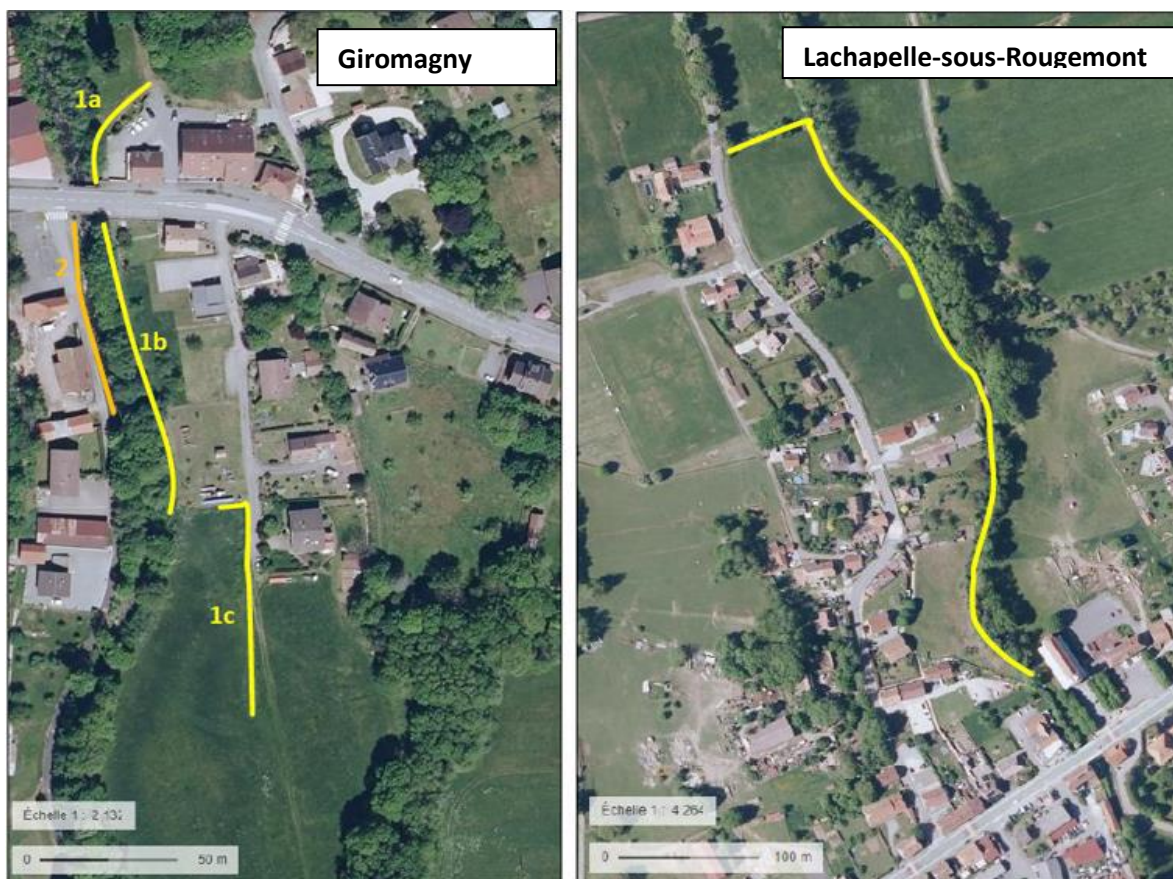 Giromagny
1a
2
1b
1c
Échelle 1 : 2 132
0 50 m
Lachapelle-sous-Rougemont
Échelle 1 : 4 264
0 100 m